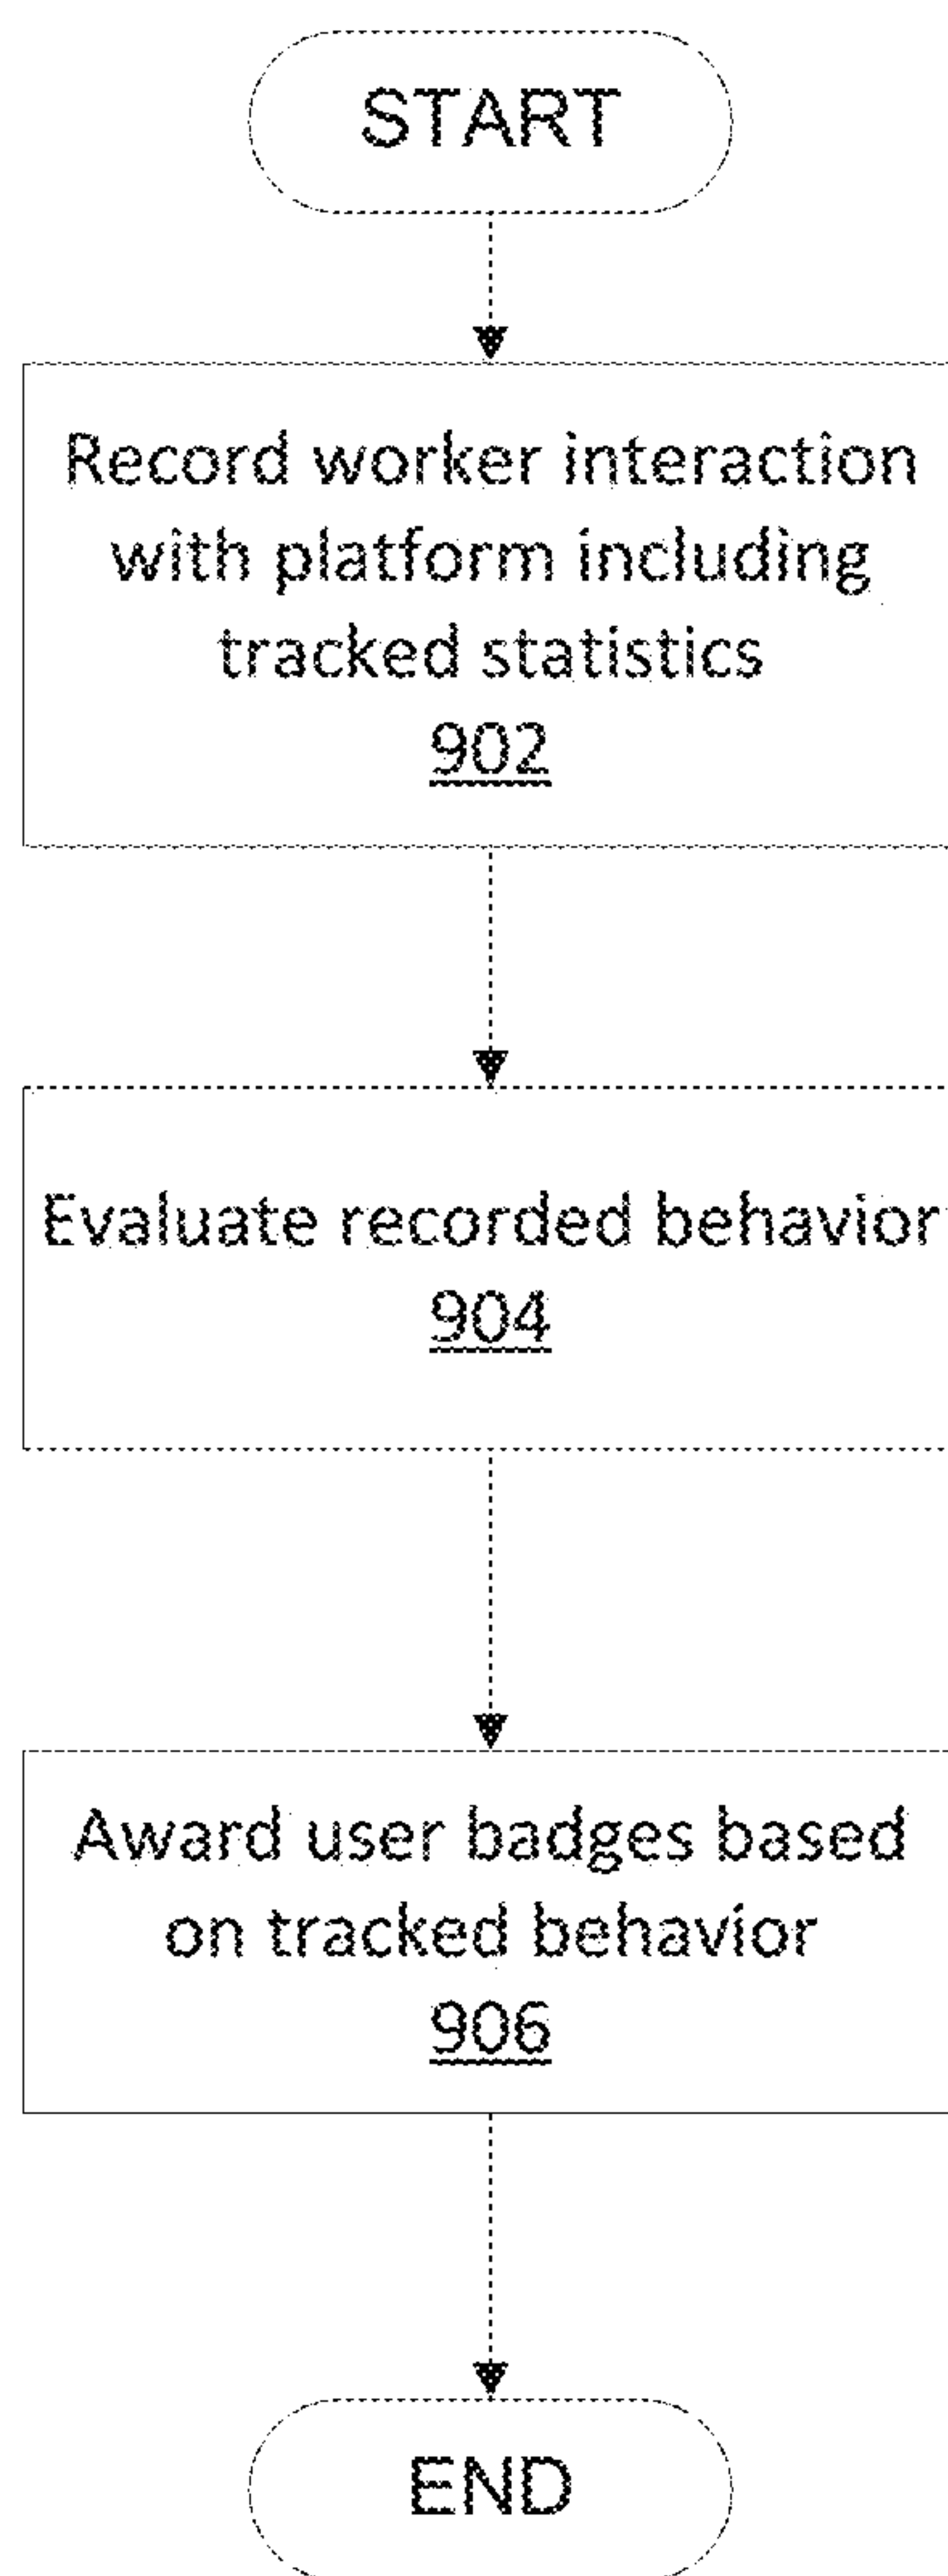 START
Record worker interaction
with platform including
tracked statistics
902
Evaluate recorded behavior
904
Award user badges based
on tracked behavior
906
END